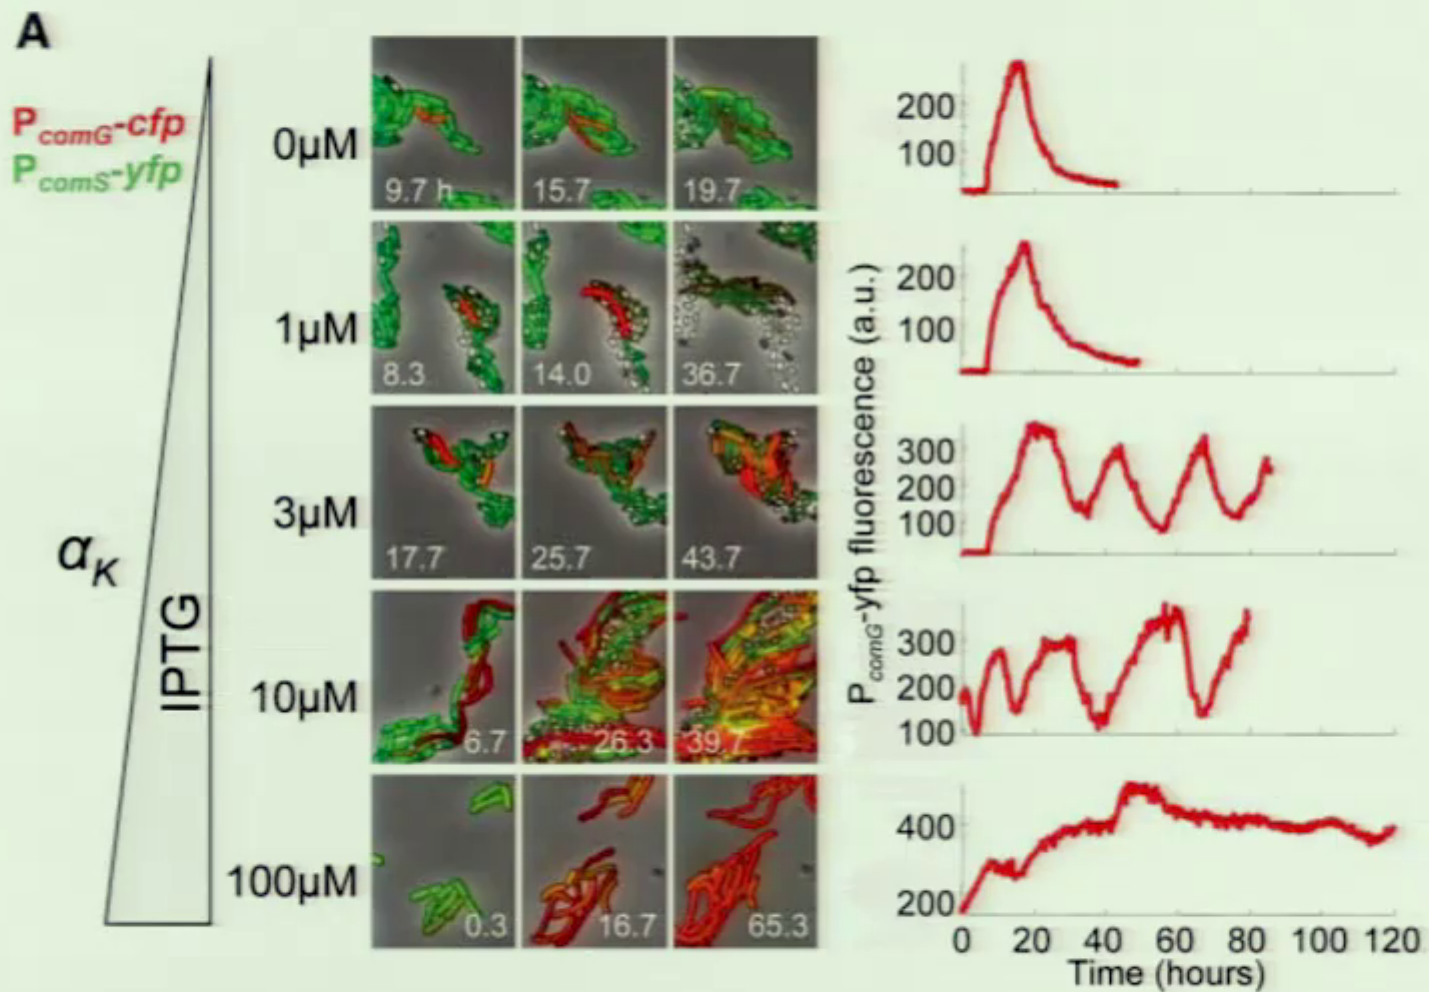 A
PcomG-cfp
PcomS-yfp
αK
IPTG
0µM
9.7 h
15.7
19.7
1µM
8.3
14.0
36.7
3µM
17.7
25.7
43.7
10µM
6.7
26.3
39.7
100µM
0.3
16.7
65.3
PcomG-yfp fluorescence (a.u.)
200
100
200
100
300
200
100
300
200
100
400
200
0 20 40 60 80 100 120
Time (hours)